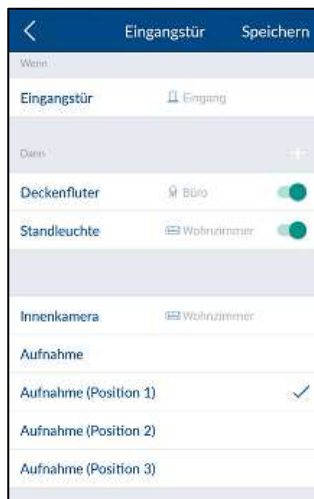 Eingangstür Speichern
Wenn
Eingangstür Eingang
Dann
Deckenfluter Büro
Standleuchte Wohnzimmer
Innenkamera Wohnzimmer
Aufnahme
Aufnahme (Position 1)
Aufnahme (Position 2)
Aufnahme (Position 3)